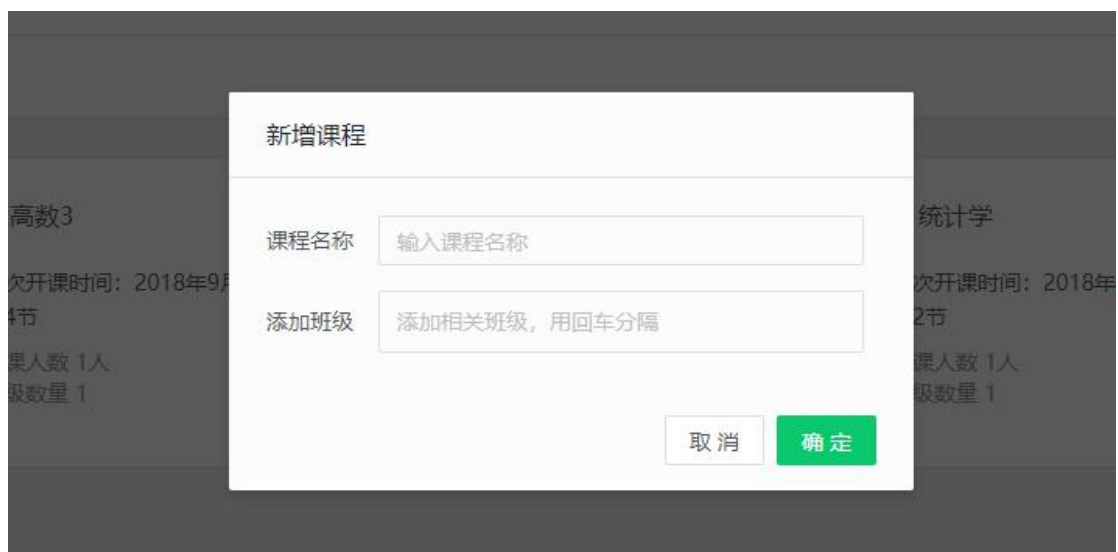 新增课程
高数3
统计学
课程名称
输入课程名称
次开课时间：2018年9月
次开课时间：2018年
4节
2节
添加班级
添加相关班级，用回车分隔
课人数 1人
课人数 1人
级数量 1
级数量 1
取 消
确 定